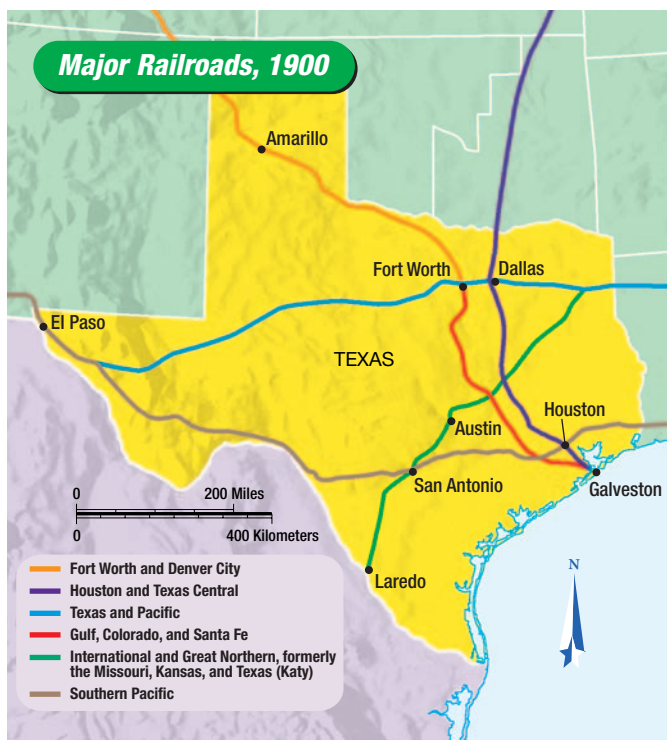 Major Railroads, 1900
Amarillo
Fort Worth
Dallas
El Paso
TEXAS
Houston
Austin
San Antonio
Galveston
Laredo
0 200 Miles
0 400 Kilometers
N
Fort Worth and Denver City
Houston and Texas Central
Texas and Pacific
Gulf, Colorado, and Santa Fe
International and Great Northern, formerly
the Missouri, Kansas, and Texas (Katy)
Southern Pacific